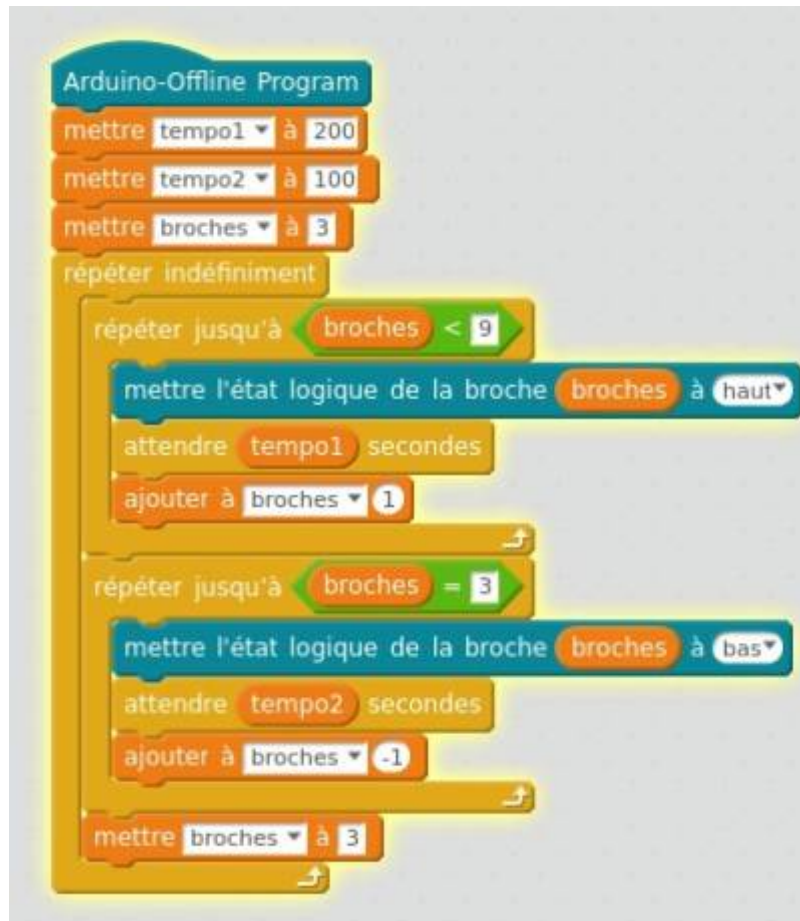 Arduino-Offline Program
mettre tempo1 à 200
mettre tempo2 à 100
mettre broches à 3
répéter indéfiniment
répéter jusqu'à broches < 9
mettre l'état logique de la broche broches à haut
attendre tempo1 secondes
ajouter à broches 1
répéter jusqu'à broches = 3
mettre l'état logique de la broche broches à bas
attendre tempo2 secondes
ajouter à broches -1
mettre broches à 3